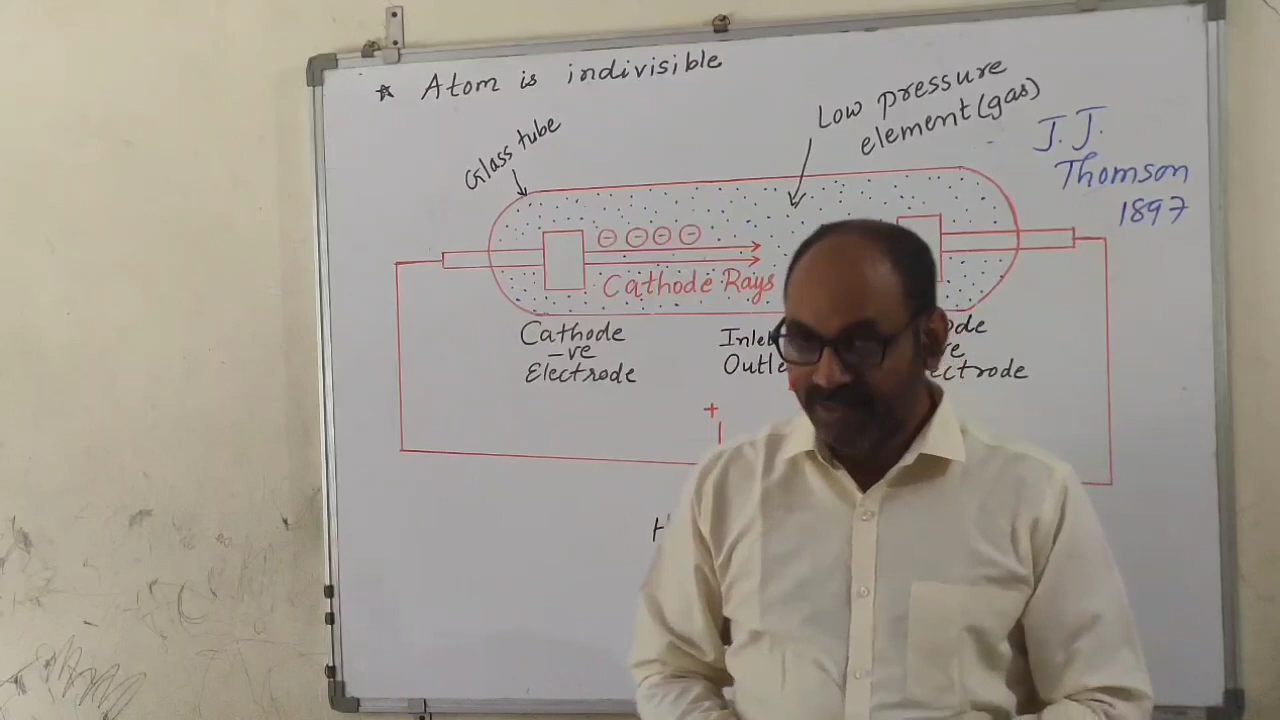 * Atom is indivisible
Glass tube
Low pressure
element(gas)
J.J.
Thomson
1897
⊖ ⊖ ⊖ ⊖
Cathode Rays
Cathode
-ve
Electrode
+